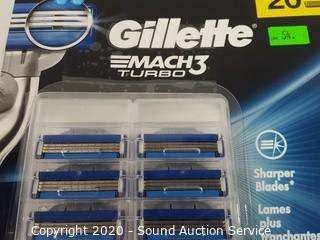 20
Gillette
54.
MACH3
TURBO
Sharper
Blades*
Lames
plus
tranchantes
Copyright 2020 - Sound Auction Service